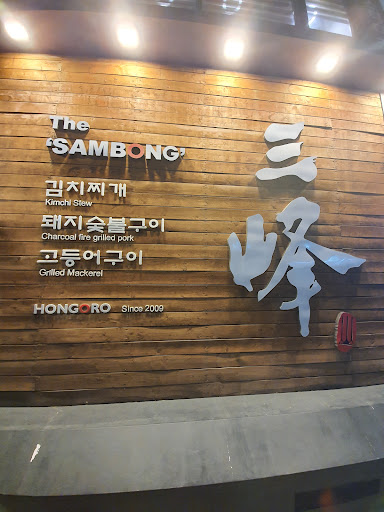 The
'SAMBONG'
김치찌개
Kimchi Stew
돼지숯불구이
Charcoal fire grilled pork
고등어구이
Grilled Mackerel
HONGORO Since 2009
三
峰